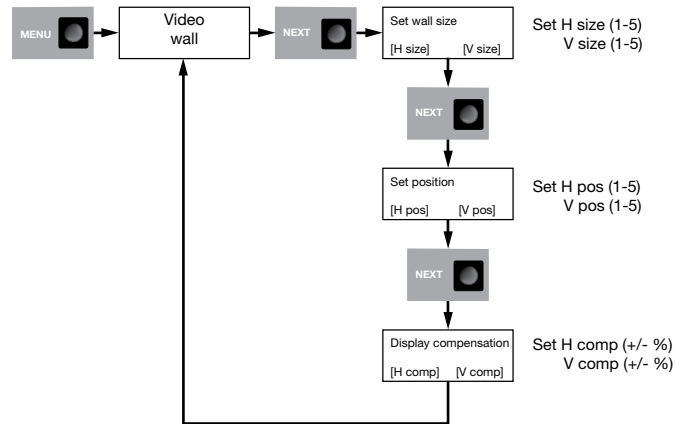 MENU
Video
wall
NEXT
Set wall size
[H size] [V size]
Set H size (1-5)
V size (1-5)
NEXT
Set position
[H pos] [V pos]
Set H pos (1-5)
V pos (1-5)
NEXT
Display compensation
[H comp] [V comp]
Set H comp (+/- %)
V comp (+/- %)